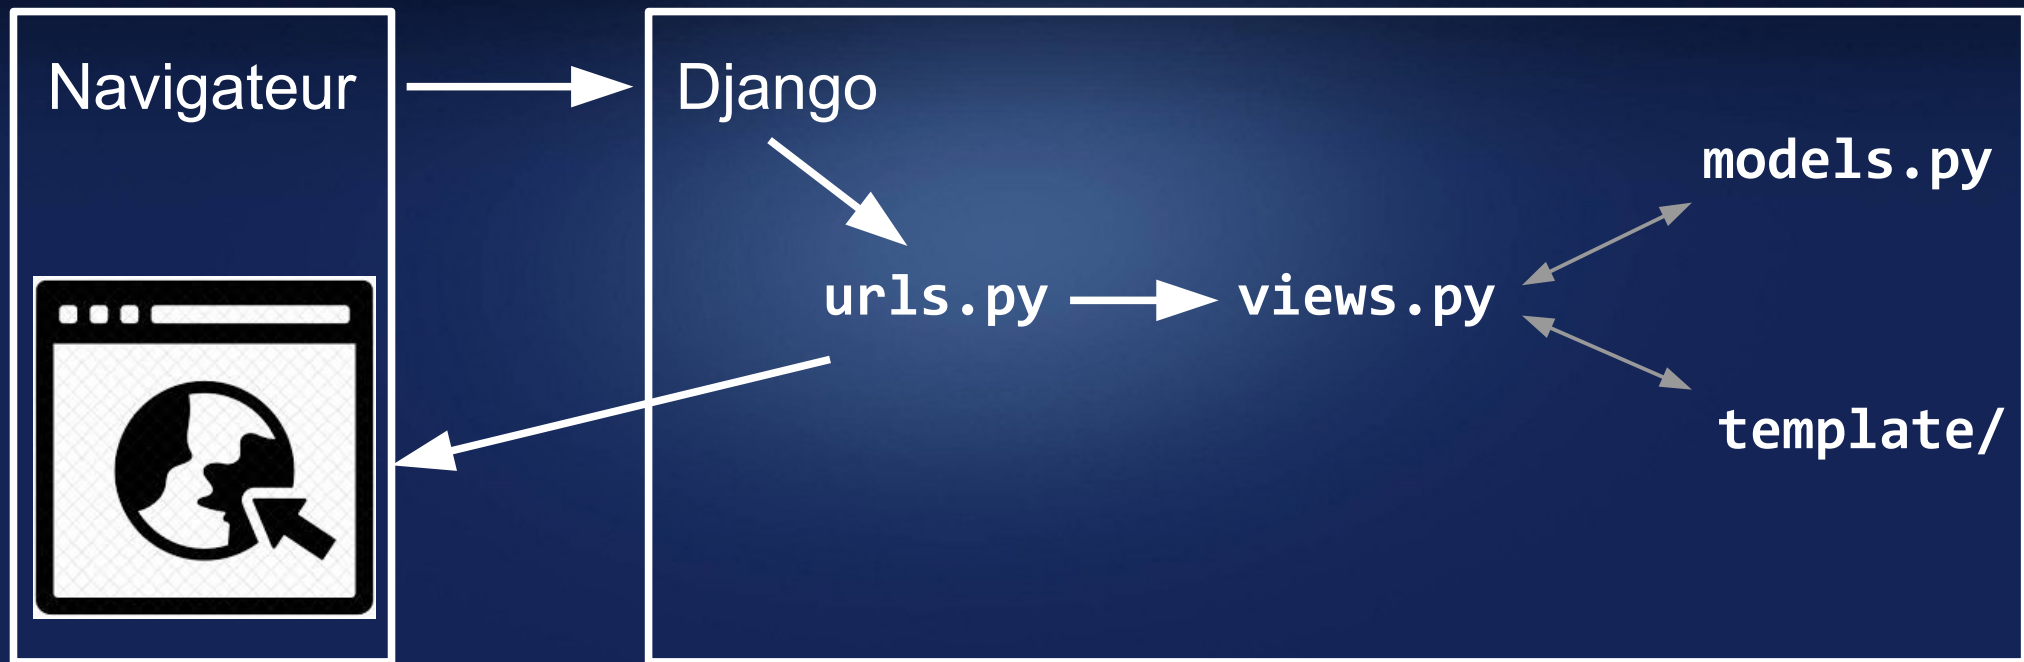 Navigateur
Django
models.py
urls.py
views.py
template/